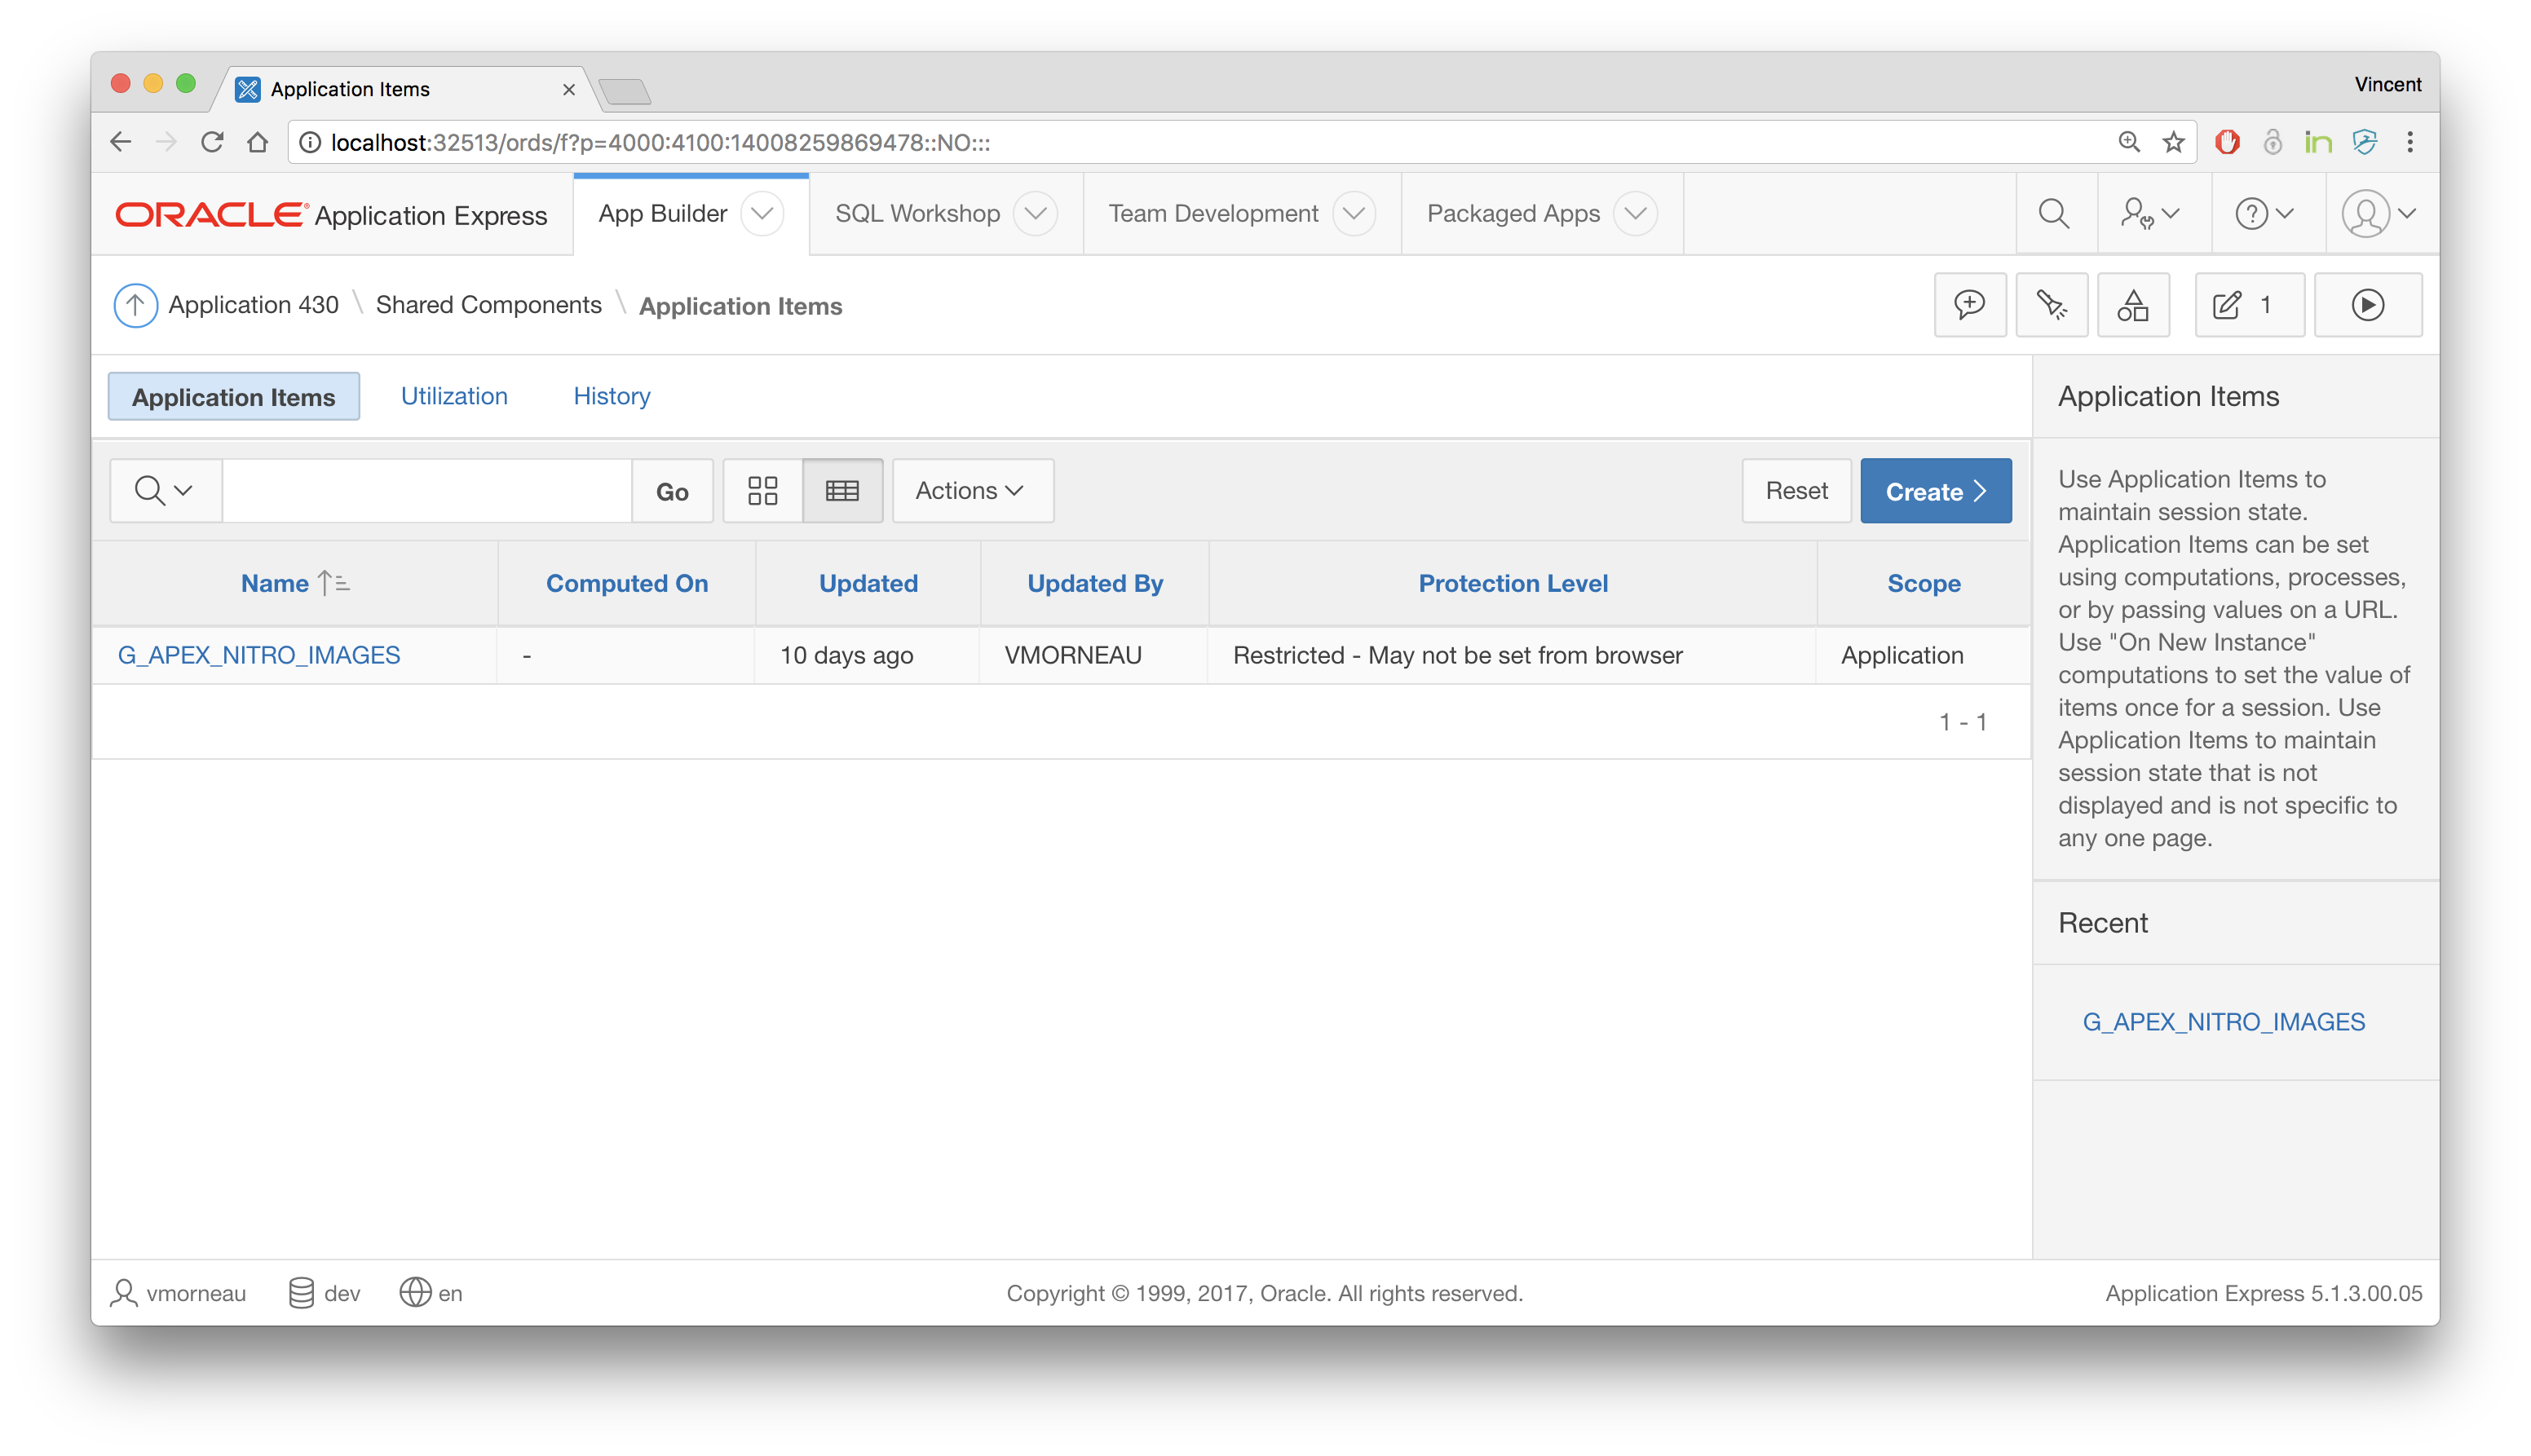 Application Items
Vincent
localhost:32513/ords/f?p=4000:4100:14008259869478::NO:::
ORACLE® Application Express
App Builder
SQL Workshop
Team Development
Packaged Apps
Application 430 \ Shared Components \ Application Items
1
Application Items
Utilization
History
Go
Actions
Reset
Create
Name
Computed On
Updated
Updated By
Protection Level
Scope
G_APEX_NITRO_IMAGES
-
10 days ago
VMORNEAU
Restricted - May not be set from browser
Application
1 - 1
Application Items
Use Application Items to
maintain session state.
Application Items can be set
using computations, processes,
or by passing values on a URL.
Use "On New Instance"
computations to set the value of
items once for a session. Use
Application Items to maintain
session state that is not
displayed and is not specific to
any one page.
Recent
G_APEX_NITRO_IMAGES
vmorneau
dev
en
Copyright © 1999, 2017, Oracle. All rights reserved.
Application Express 5.1.3.00.05